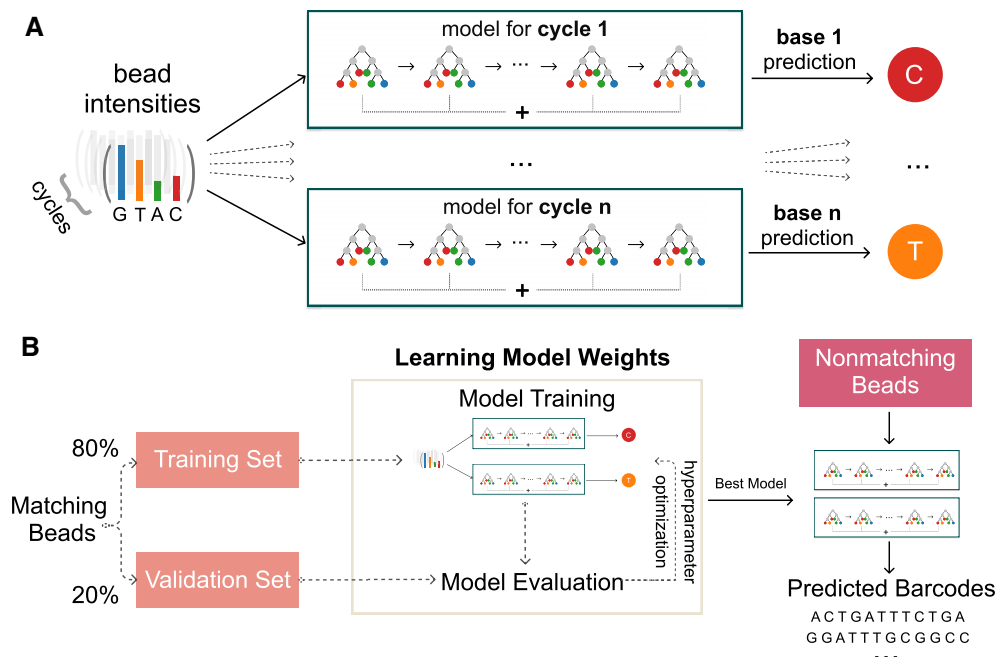 A
bead
intensities
cycles
G T A C
model for cycle 1
...
+
base 1
prediction
C
...
...
model for cycle n
...
+
base n
prediction
T
B
Learning Model Weights
Matching
Beads
80%
Training Set
20%
Validation Set
Model Training
...
+
C
...
+
T
Model Evaluation
hyperparameter
optimization
Best Model
Nonmatching
Beads
...
+
...
+
Predicted Barcodes
ACTGATTTCTGA
GGATTTGCGGCC
...